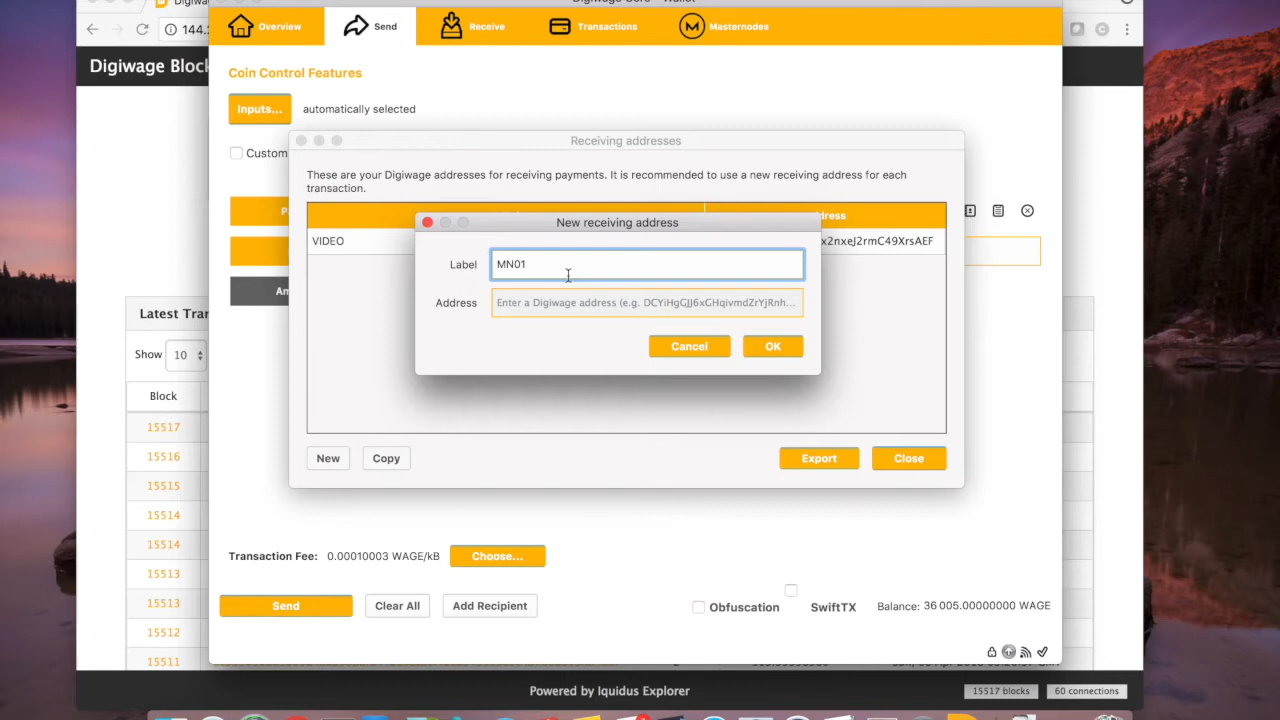 Overview
Send
Receive
Transactions
Masternodes
144.
Digiwage Block
Coin Control Features
Inputs...
automatically selected
Custom
Receiving addresses
These are your Digiwage addresses for receiving payments. It is recommended to use a new receiving address for each
transaction.
VIDEO
x2nxeJ2rmC49XrsAEF
New receiving address
Label
MN01
Address
Enter a Digiwage address (e.g. DCYiHgGJJ6xGHqivmdZrYjRnh...
Cancel
OK
New
Copy
Export
Close
Latest Tran
Show
10
Block
15517
15516
15515
15514
15514
15513
15513
15512
15511
Transaction Fee:
0.00010003 WAGE/kB
Choose...
Send
Clear All
Add Recipient
Obfuscation
SwiftTX
Balance: 36 005.00000000 WAGE
Powered by Iquidus Explorer
15517 blocks
60 connections